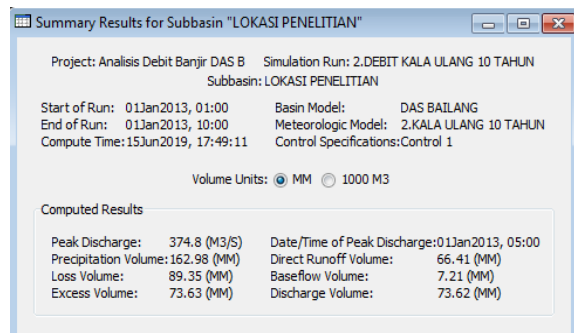 Summary Results for Subbasin "LOKASI PENELITIAN"
Project: Analisis Debit Banjir DAS B Simulation Run: 2.DEBIT KALA ULANG 10 TAHUN
Subbasin: LOKASI PENELITIAN
Start of Run: 01Jan2013, 01:00 Basin Model: DAS BAILANG
End of Run: 01Jan2013, 10:00 Meteorologic Model: 2.KALA ULANG 10 TAHUN
Compute Time:15Jun2019, 17:49:11 Control Specifications:Control 1
Volume Units: MM 1000 M3
Computed Results
Peak Discharge: 374.8 (M3/S) Date/Time of Peak Discharge:01Jan2013, 05:00
Precipitation Volume:162.98 (MM) Direct Runoff Volume: 66.41 (MM)
Loss Volume: 89.35 (MM) Baseflow Volume: 7.21 (MM)
Excess Volume: 73.63 (MM) Discharge Volume: 73.62 (MM)